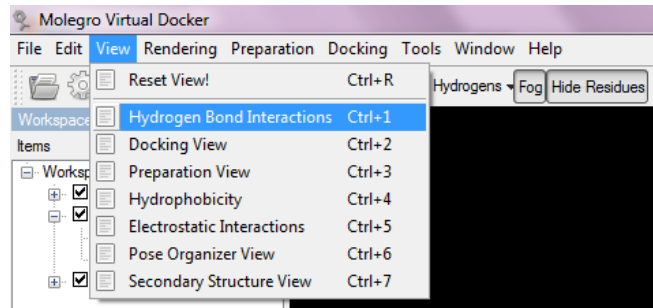 Molegro Virtual Docker
File Edit View Rendering Preparation Docking Tools Window Help
Reset View! Ctrl+R
Hydrogens Fog Hide Residues
Workspace
Hydrogen Bond Interactions Ctrl+1
Items
Docking View Ctrl+2
Preparation View Ctrl+3
Hydrophobicity Ctrl+4
Electrostatic Interactions Ctrl+5
Pose Organizer View Ctrl+6
Secondary Structure View Ctrl+7